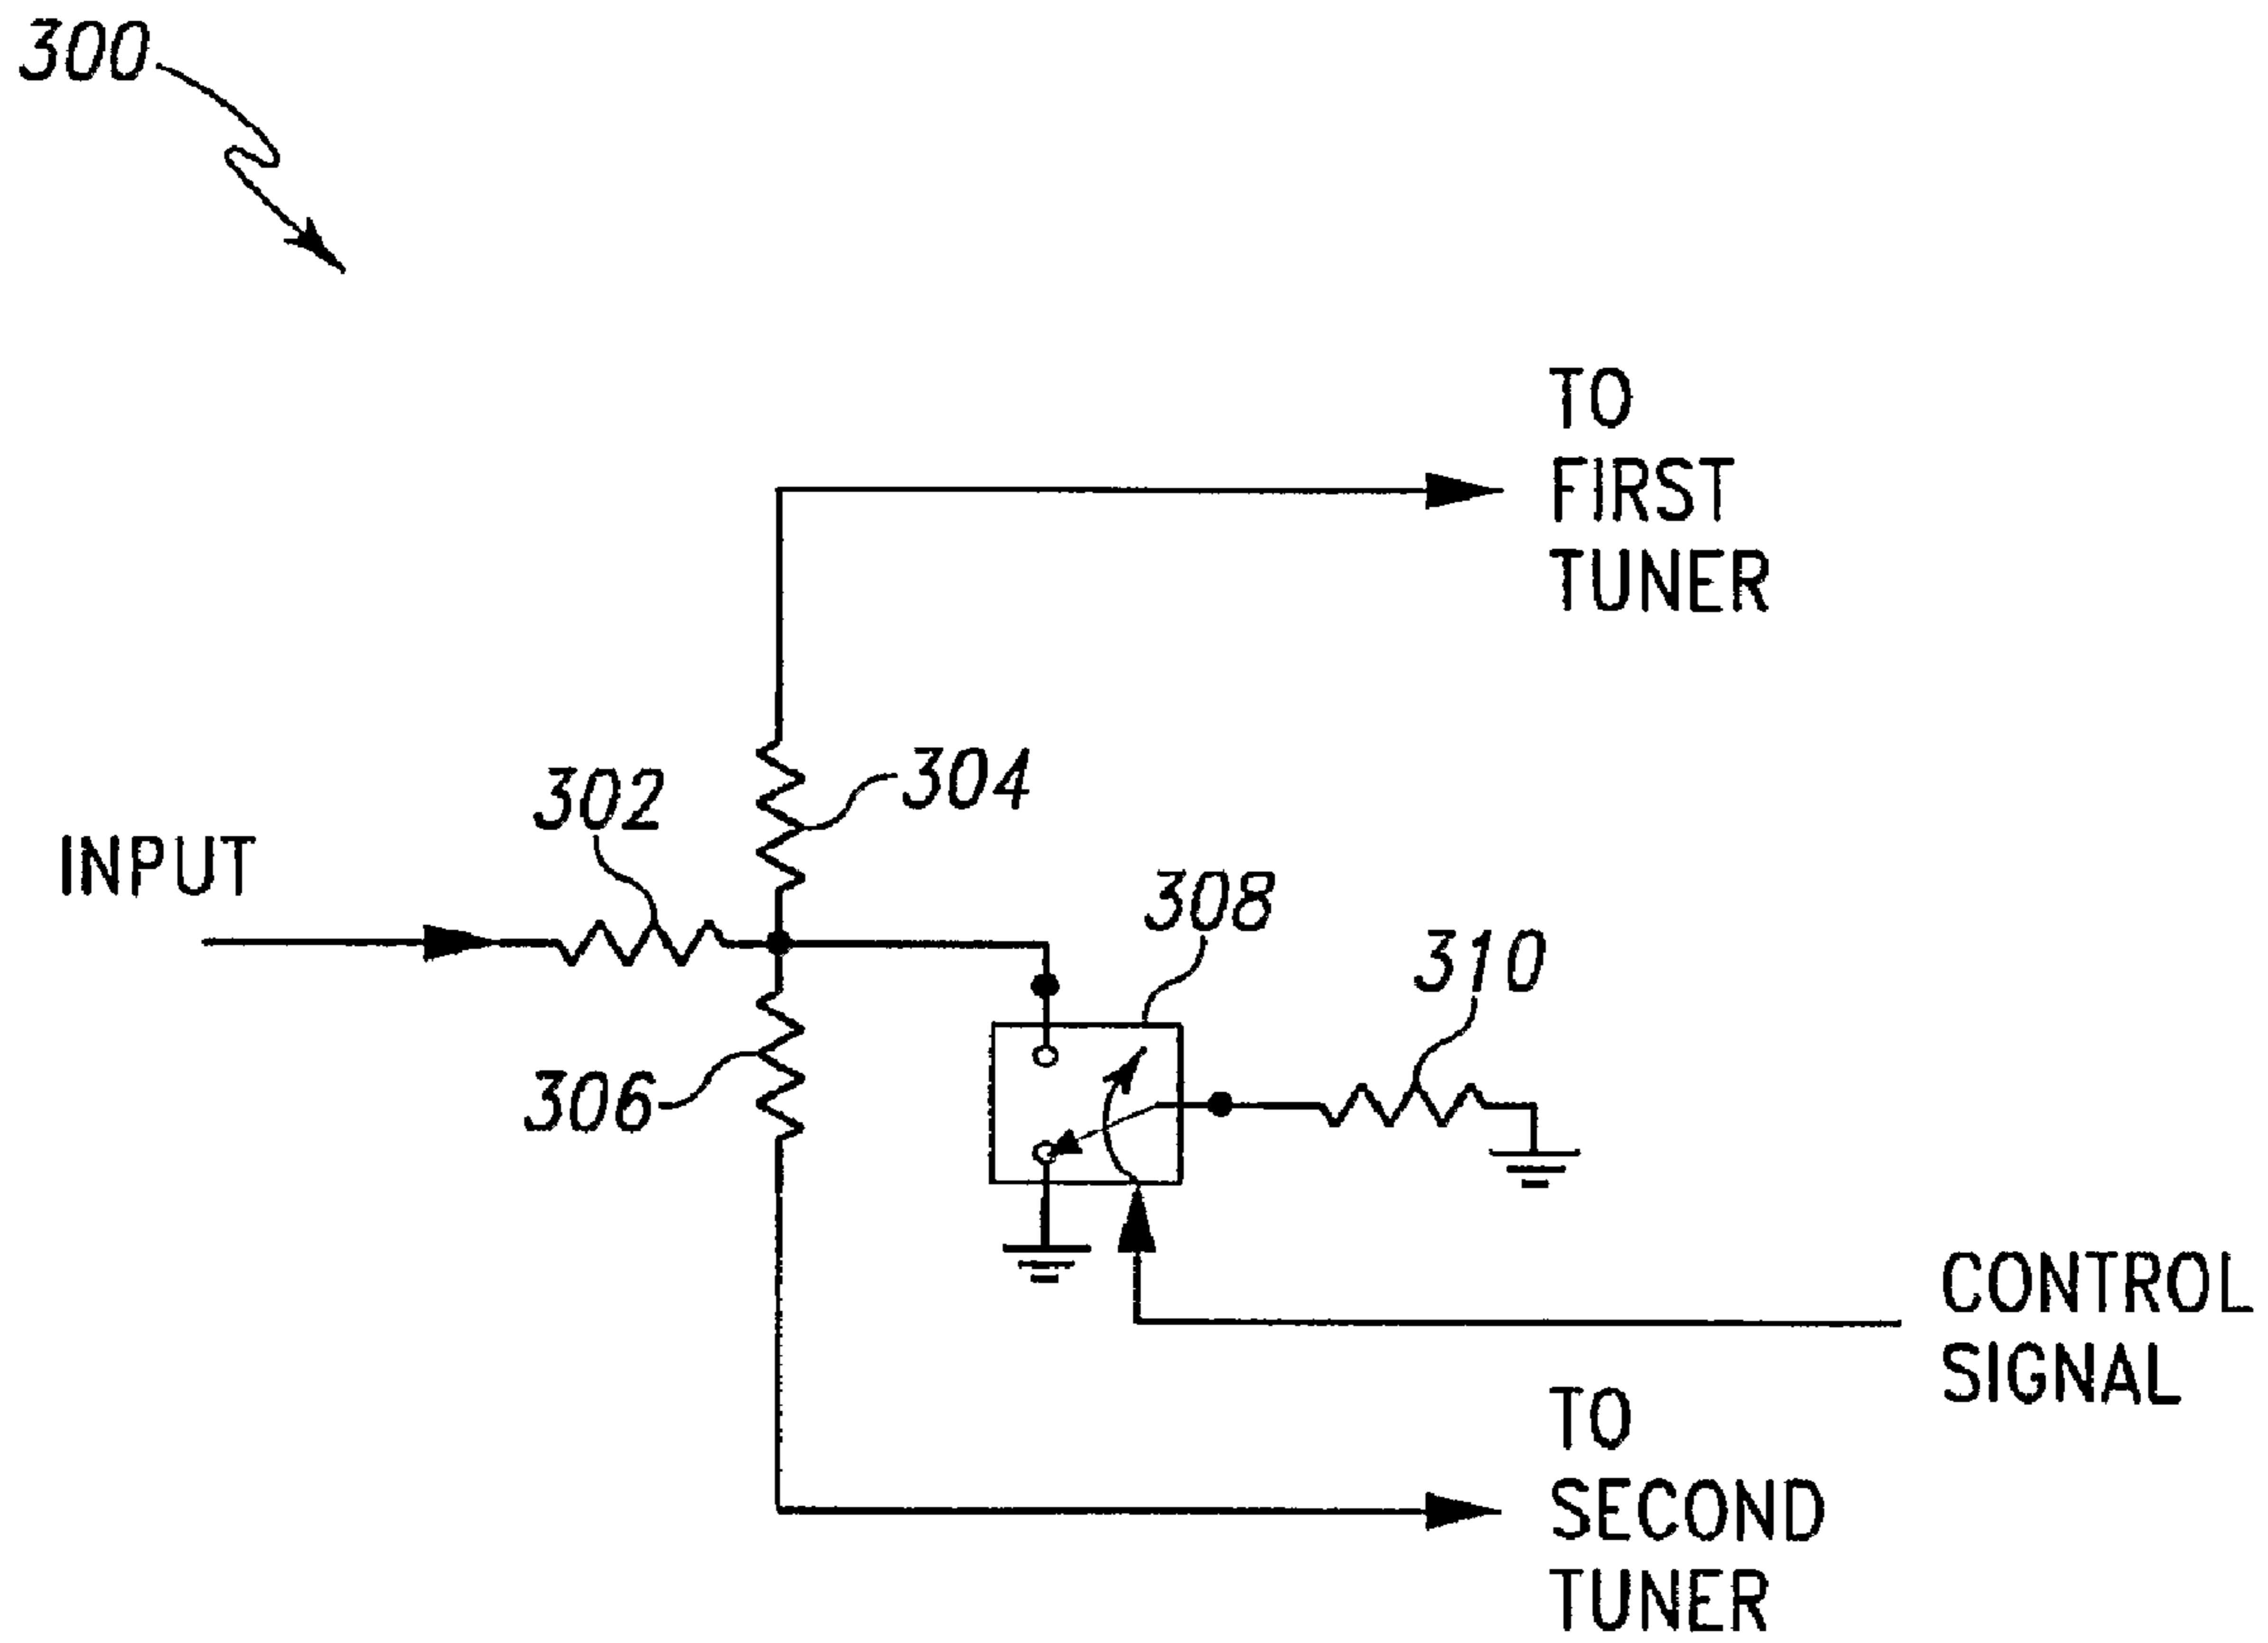 300
TO
FIRST
TUNER
304
302
INPUT
308
310
306
CONTROL
SIGNAL
TO
SECOND
TUNER